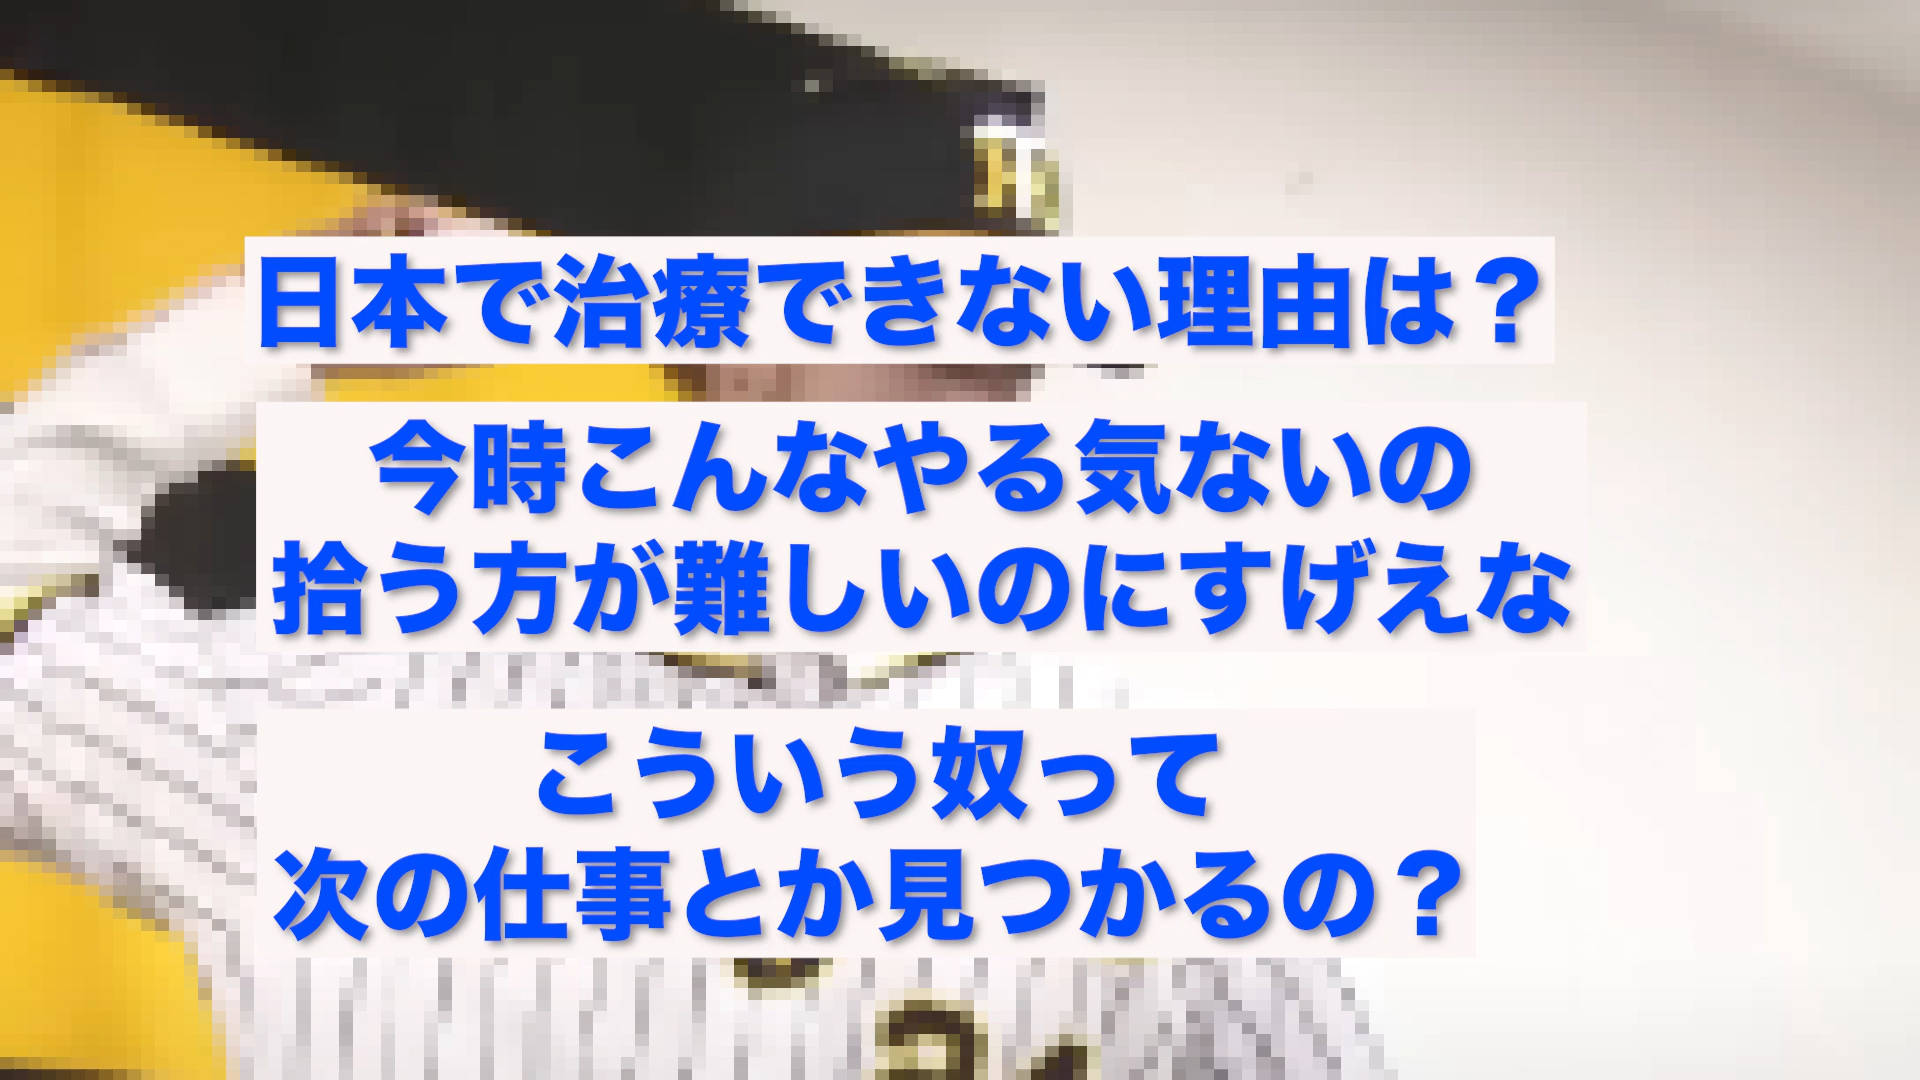 日本で治療できない理由は？
今時こんなやる気ないの
拾う方が難しいのにすげえな
こういう奴って
次の仕事とか見つかるの？